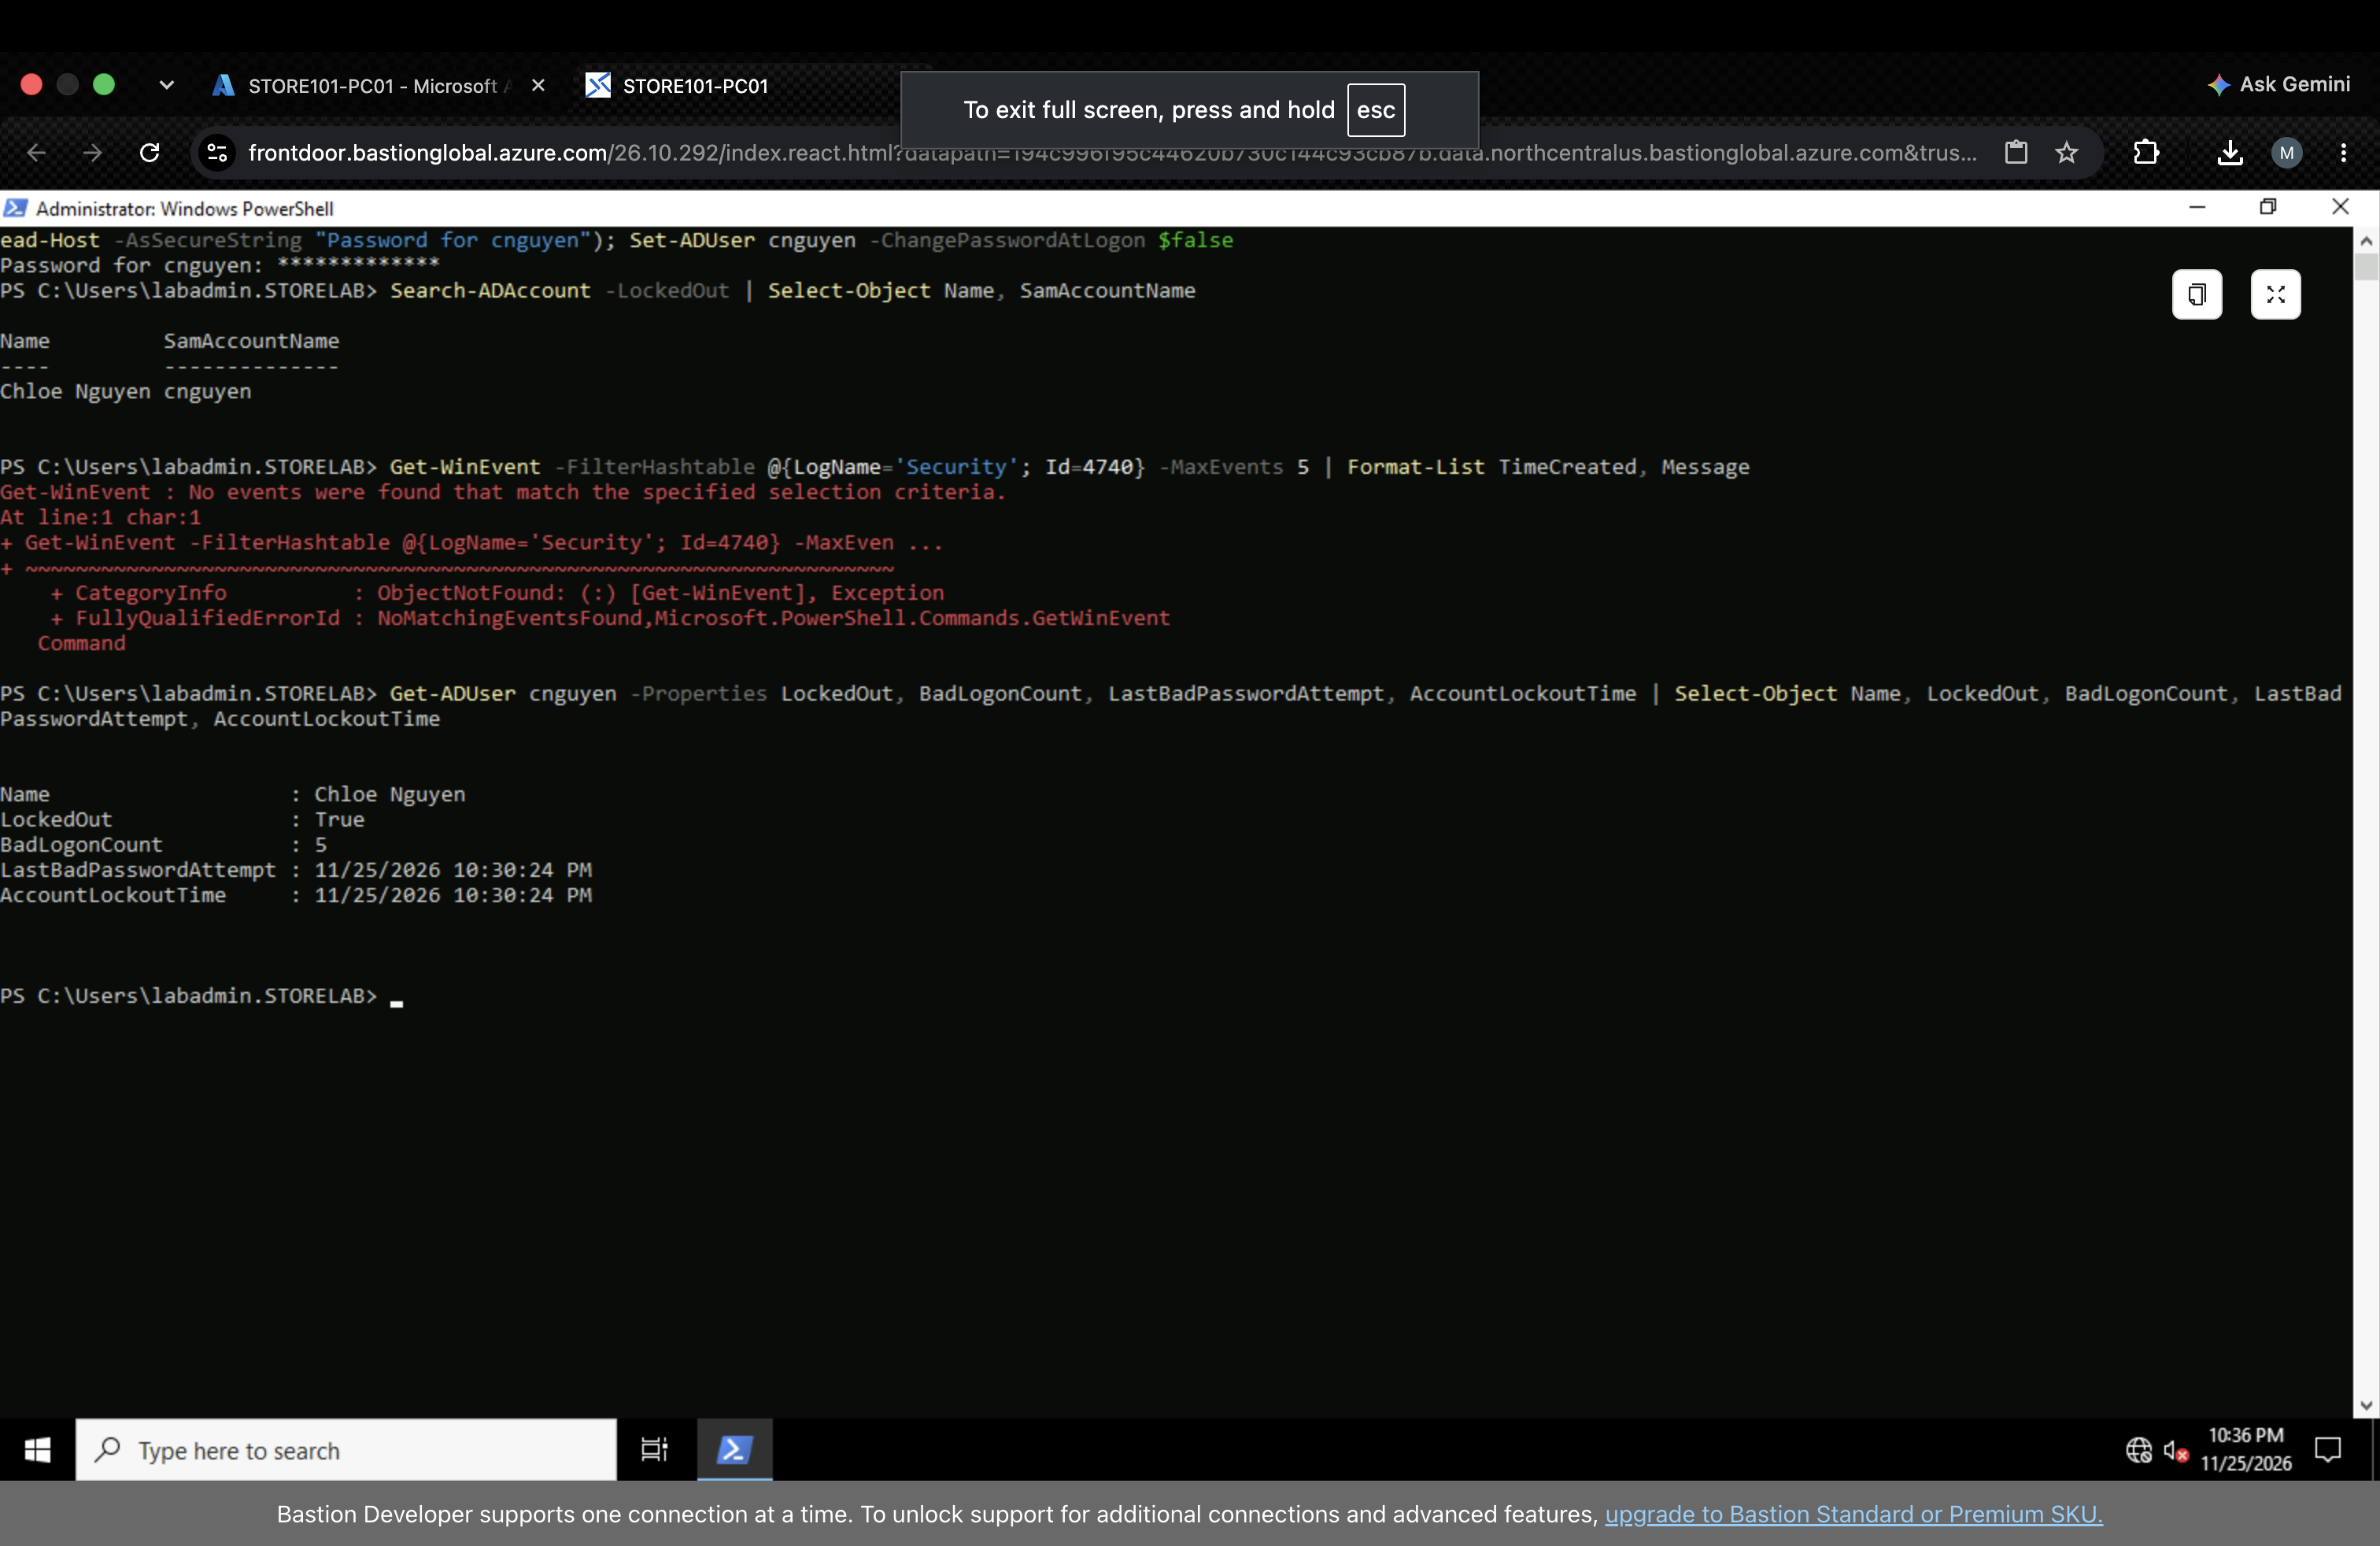 STORE101-PC01 - Microsoft A
STORE101-PC01
To exit full screen, press and hold esc
Ask Gemini
frontdoor.bastionglobal.azure.com/26.10.292/index.react.html?datapath=194c996f95c44620b730c144c93cb87b.data.northcentralus.bastionglobal.azure.com&trus...
M
Administrator: Windows PowerShell
ead-Host -AsSecureString "Password for cnguyen"); Set-ADUser cnguyen -ChangePasswordAtLogon $false
Password for cnguyen: *************
PS C:\Users\labadmin.STORELAB> Search-ADAccount -LockedOut | Select-Object Name, SamAccountName
Name SamAccountName
---- --------------
Chloe Nguyen cnguyen
PS C:\Users\labadmin.STORELAB> Get-WinEvent -FilterHashtable @{LogName='Security'; Id=4740} -MaxEvents 5 | Format-List TimeCreated, Message
Get-WinEvent : No events were found that match the specified selection criteria.
At line:1 char:1
+ Get-WinEvent -FilterHashtable @{LogName='Security'; Id=4740} -MaxEven ...
+ ~~~~~~~~~~~~~~~~~~~~~~~~~~~~~~~~~~~~~~~~~~~~~~~~~~~~~~~~~~~~~~~~~~~~~
+ CategoryInfo : ObjectNotFound: (:) [Get-WinEvent], Exception
+ FullyQualifiedErrorId : NoMatchingEventsFound,Microsoft.PowerShell.Commands.GetWinEvent
Command
PS C:\Users\labadmin.STORELAB> Get-ADUser cnguyen -Properties LockedOut, BadLogonCount, LastBadPasswordAttempt, AccountLockoutTime | Select-Object Name, LockedOut, BadLogonCount, LastBad
PasswordAttempt, AccountLockoutTime
Name : Chloe Nguyen
LockedOut : True
BadLogonCount : 5
LastBadPasswordAttempt : 11/25/2026 10:30:24 PM
AccountLockoutTime : 11/25/2026 10:30:24 PM
PS C:\Users\labadmin.STORELAB> _
Type here to search
10:36 PM
11/25/2026
Bastion Developer supports one connection at a time. To unlock support for additional connections and advanced features, upgrade to Bastion Standard or Premium SKU.